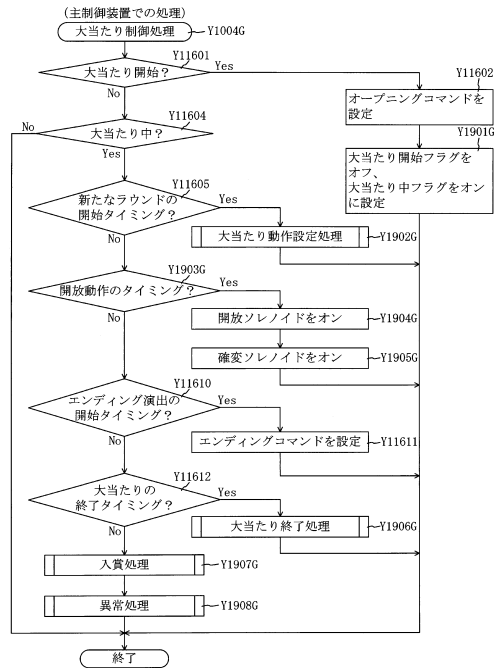 (主制御装置での処理)
大当たり制御処理 Y1004G
Y11601
大当たり開始？ Yes
No
Y11602
オープニングコマンドを
設定
Y11604
No 大当たり中？
Yes
Y1901G
大当たり開始フラグを
オフ、
大当たり中フラグをオン
に設定
Y11605
新たなラウンドの
開始タイミング？ Yes
No
大当たり動作設定処理 Y1902G
Y1903G
開放動作のタイミング？ Yes
No
開放ソレノイドをオン Y1904G
確変ソレノイドをオン Y1905G
Y11610
エンディング演出の
開始タイミング？ Yes
No
エンディングコマンドを設定 Y11611
Y11612
大当たりの
終了タイミング？ Yes
No
大当たり終了処理 Y1906G
入賞処理 Y1907G
異常処理 Y1908G
終了